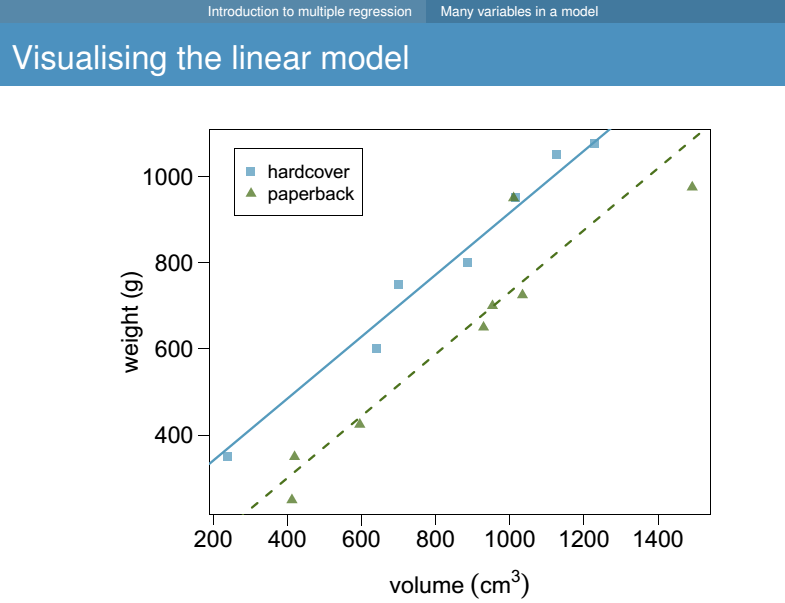 Introduction to multiple regression Many variables in a model
Visualising the linear model
hardcover
paperback
1000
800
600
400
weight (g)
200 400 600 800 1000 1200 1400
volume (cm³)